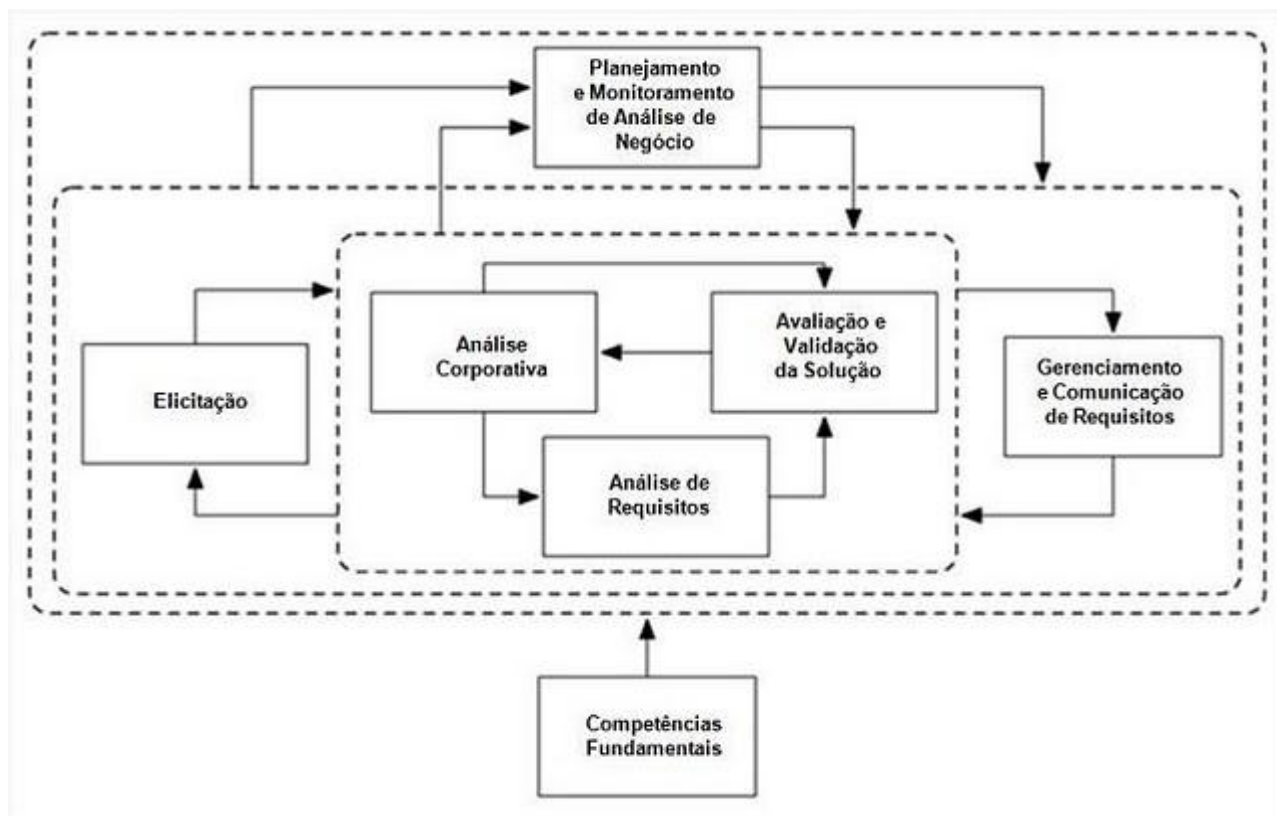 Planejamento
e Monitoramento
de Análise de
Negócio
Elicitação
Análise
Corporativa
Avaliação e
Validação
da Solução
Análise de
Requisitos
Gerenciamento
e Comunicação
de Requisitos
Competências
Fundamentais